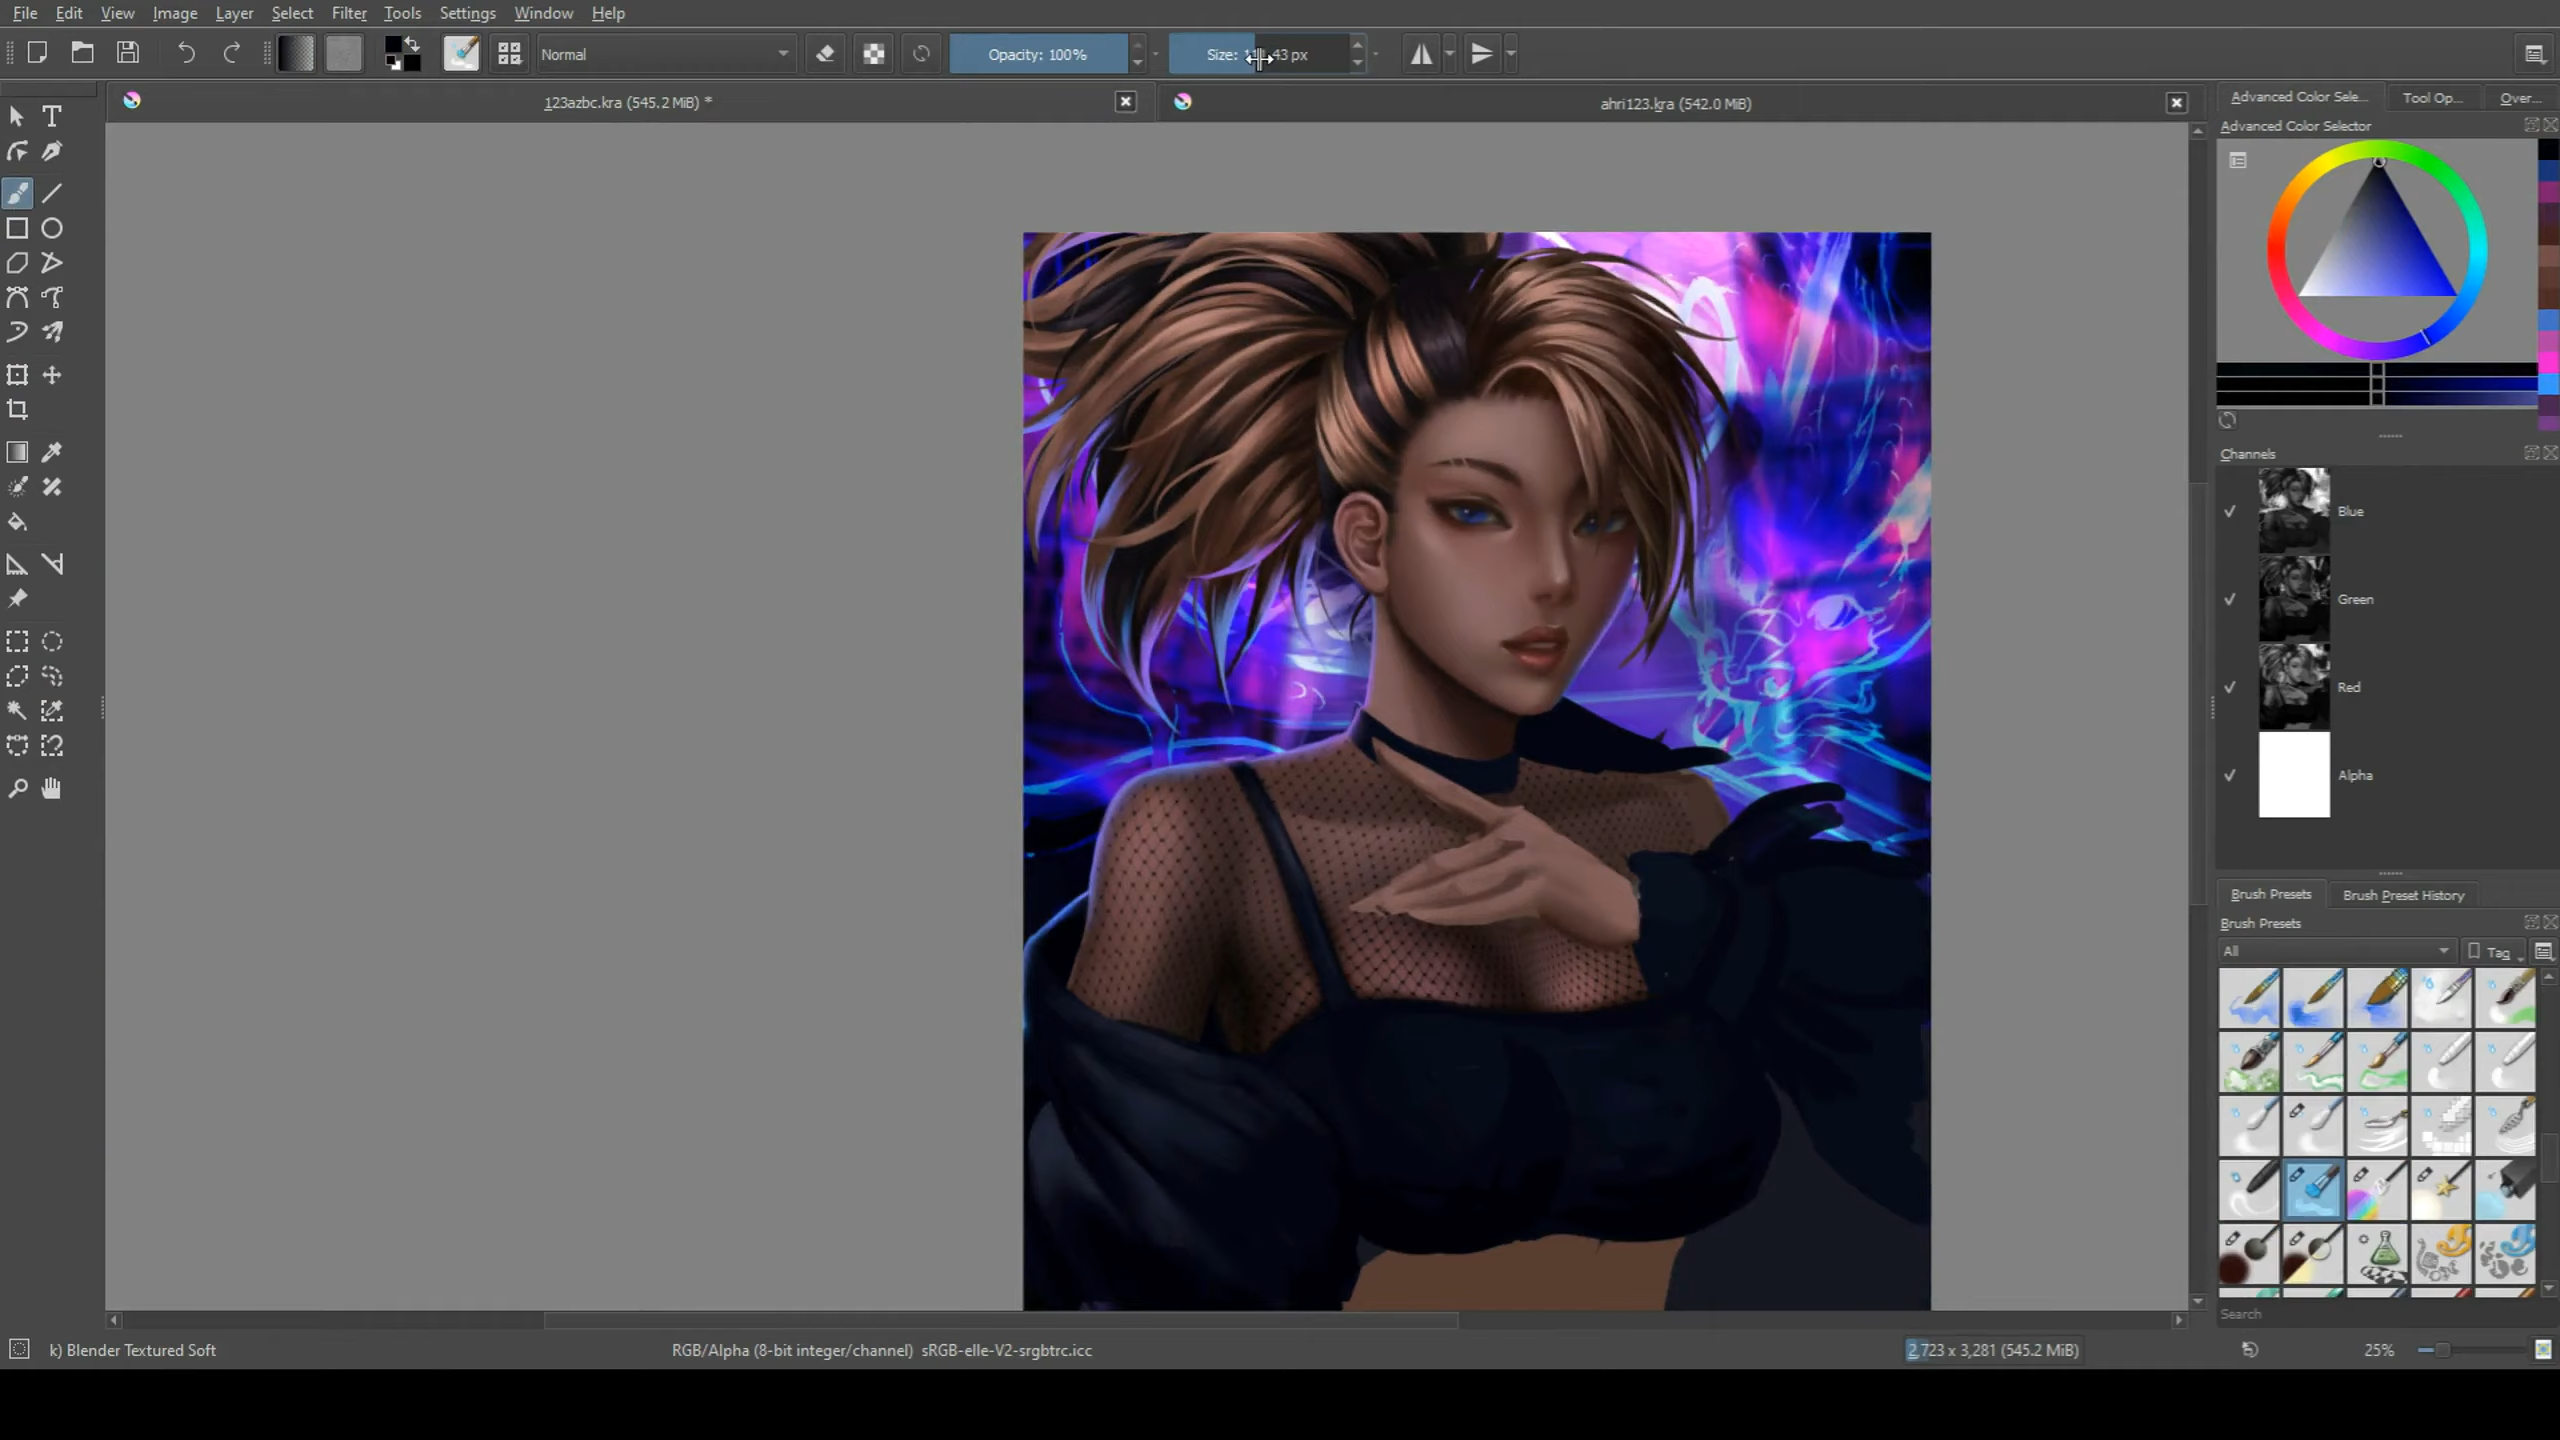 File Edit View Image Layer Select Filter Tools Settings Window Help
Normal Opacity: 100% Size: 43 px
123azbc.kra (545.2 MiB) * ahri123.kra (542.0 MiB)
Advanced Color Sele... Tool Op... Over...
Advanced Color Selector
Channels
Blue
Green
Red
Alpha
Brush Presets Brush Preset History
Brush Presets
All Tag
Search
k) Blender Textured Soft RGB/Alpha (8-bit integer/channel) sRGB-elle-V2-srgbtrc.icc 2,723 x 3,281 (545.2 MiB) 25%